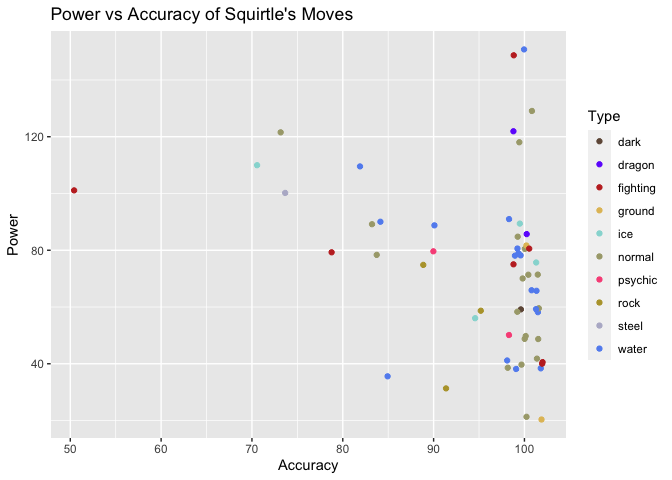 Power vs Accuracy of Squirtle's Moves
Power
120
80
40
50 60 70 80 90 100
Accuracy
Type
dark
dragon
fighting
ground
ice
normal
psychic
rock
steel
water